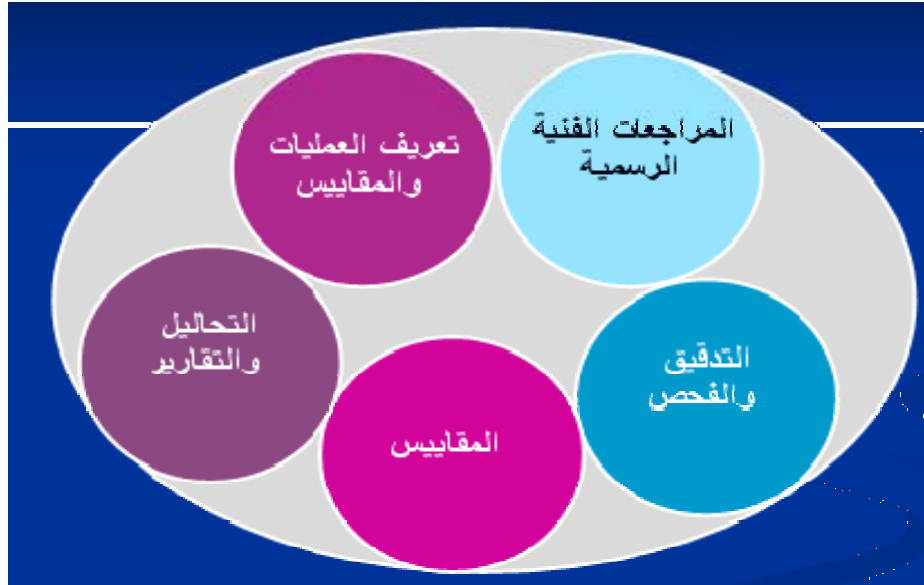 المراجعات الفنية
الرسمية
تعريف العمليات
والمقاييس
التدقيق
والفحص
المقاييس
التحاليل
والتقارير